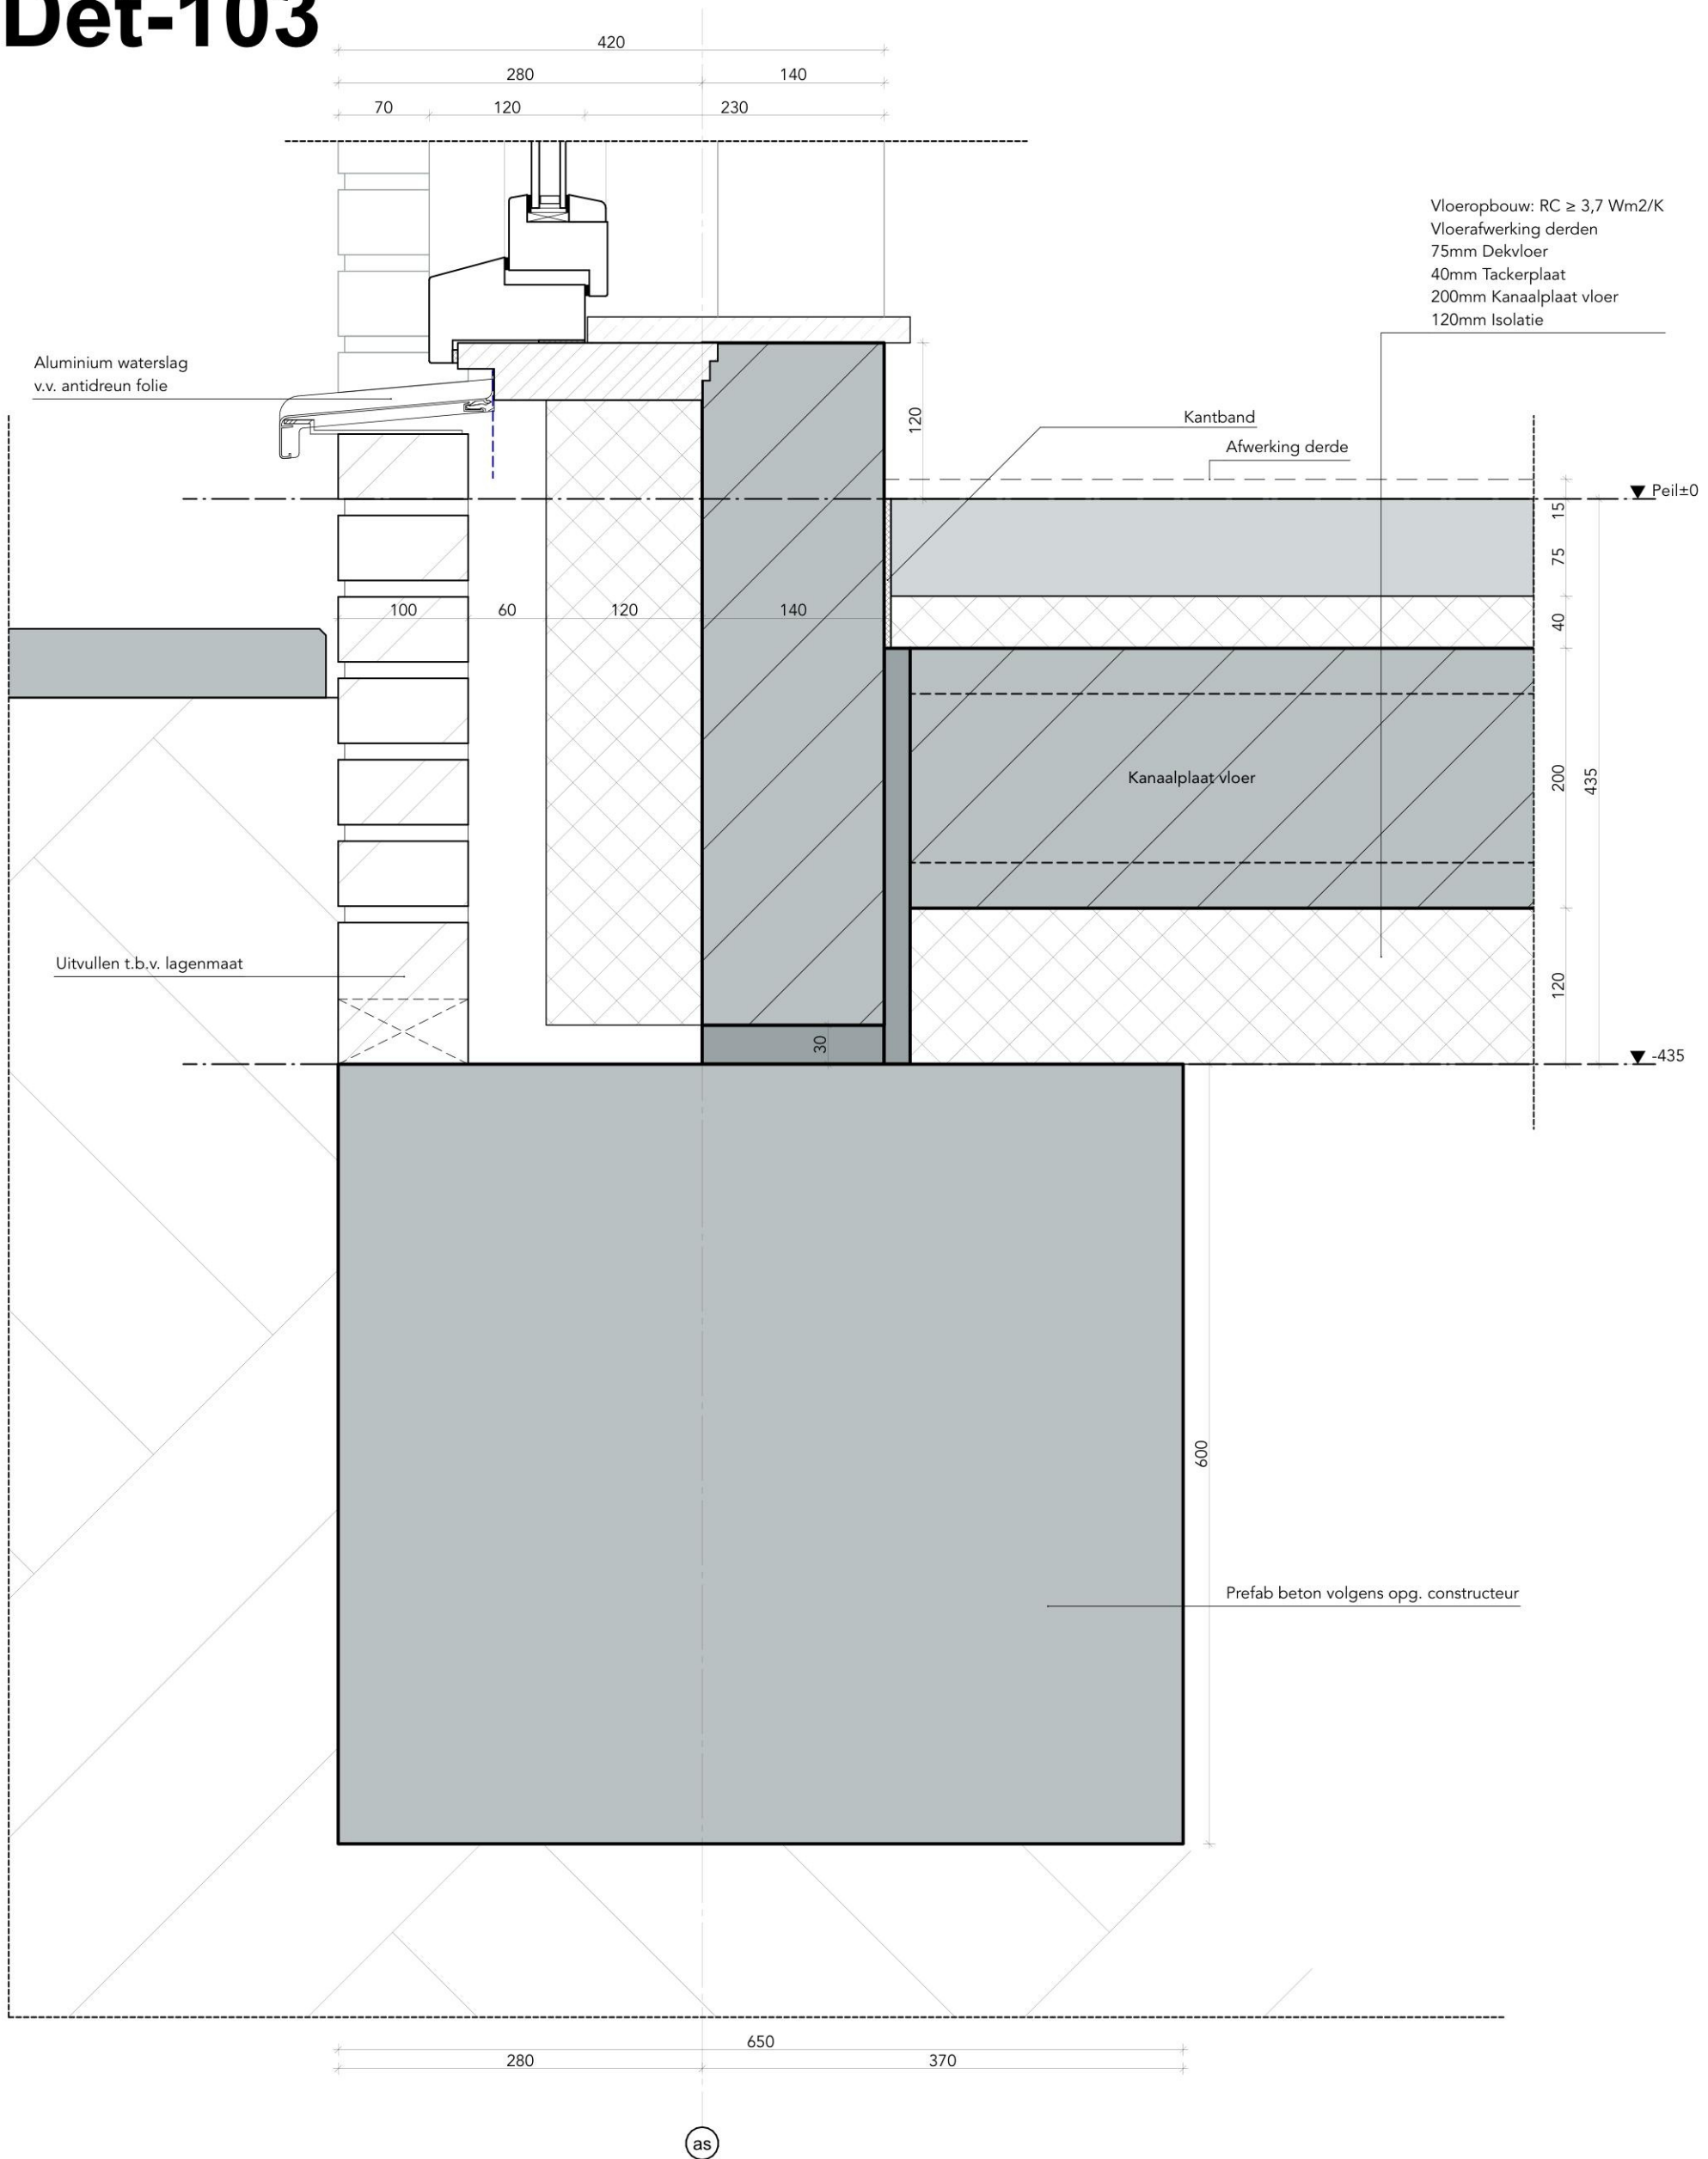 Det-103
420
280 140
70 120 230
Vloeropbouw: RC ≥ 3,7 Wm2/K
Vloerafwerking derden
75mm Dekvloer
40mm Tackerplaat
200mm Kanaalplaat vloer
120mm Isolatie
Aluminium waterslag
v.v. antidreun folie
120
Kantband
Afwerking derde
Peil±0
15
75
40
100 60 120 140
Kanaalplaat vloer
200
435
Uitvullen t.b.v. lagenmaat
120
30
-435
600
Prefab beton volgens opg. constructeur
650
280 370
as